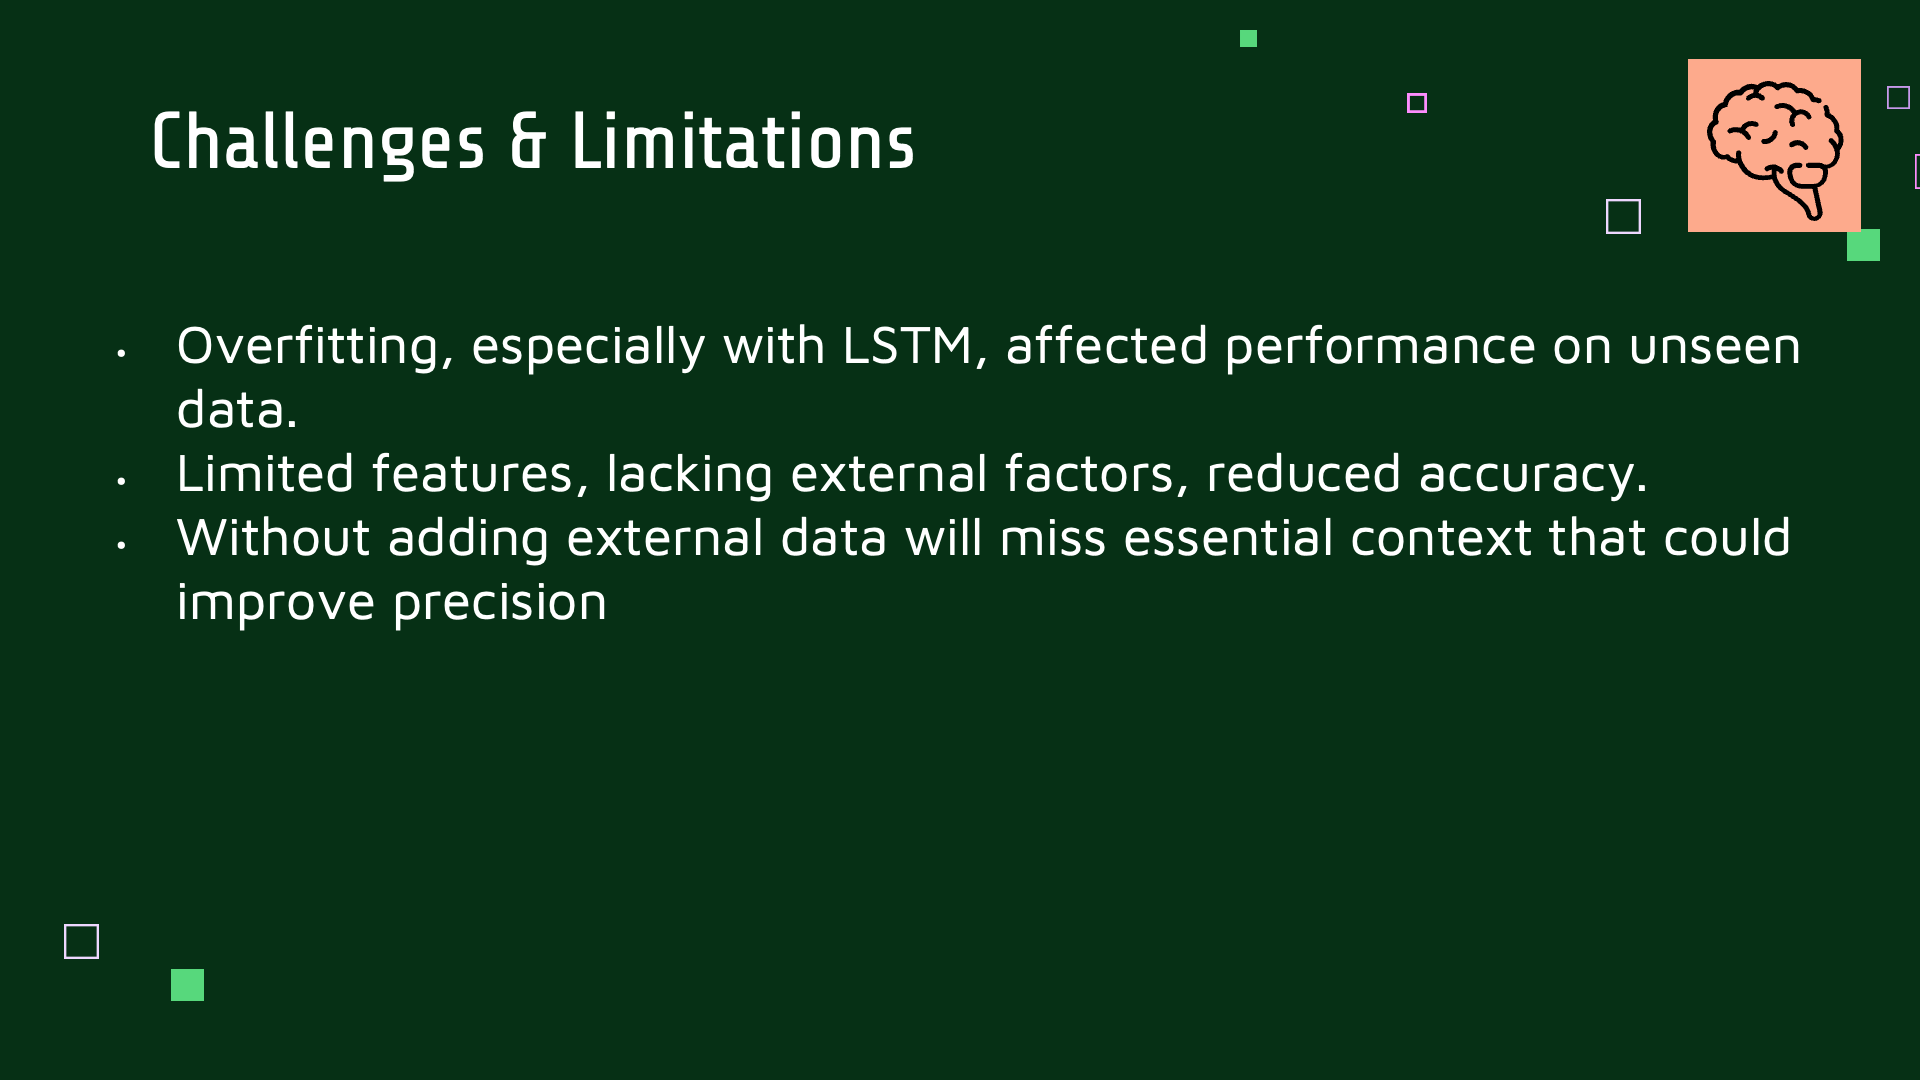 Challenges & Limitations
• Overfitting, especially with LSTM, affected performance on unseen
data.
• Limited features, lacking external factors, reduced accuracy.
• Without adding external data will miss essential context that could
improve precision